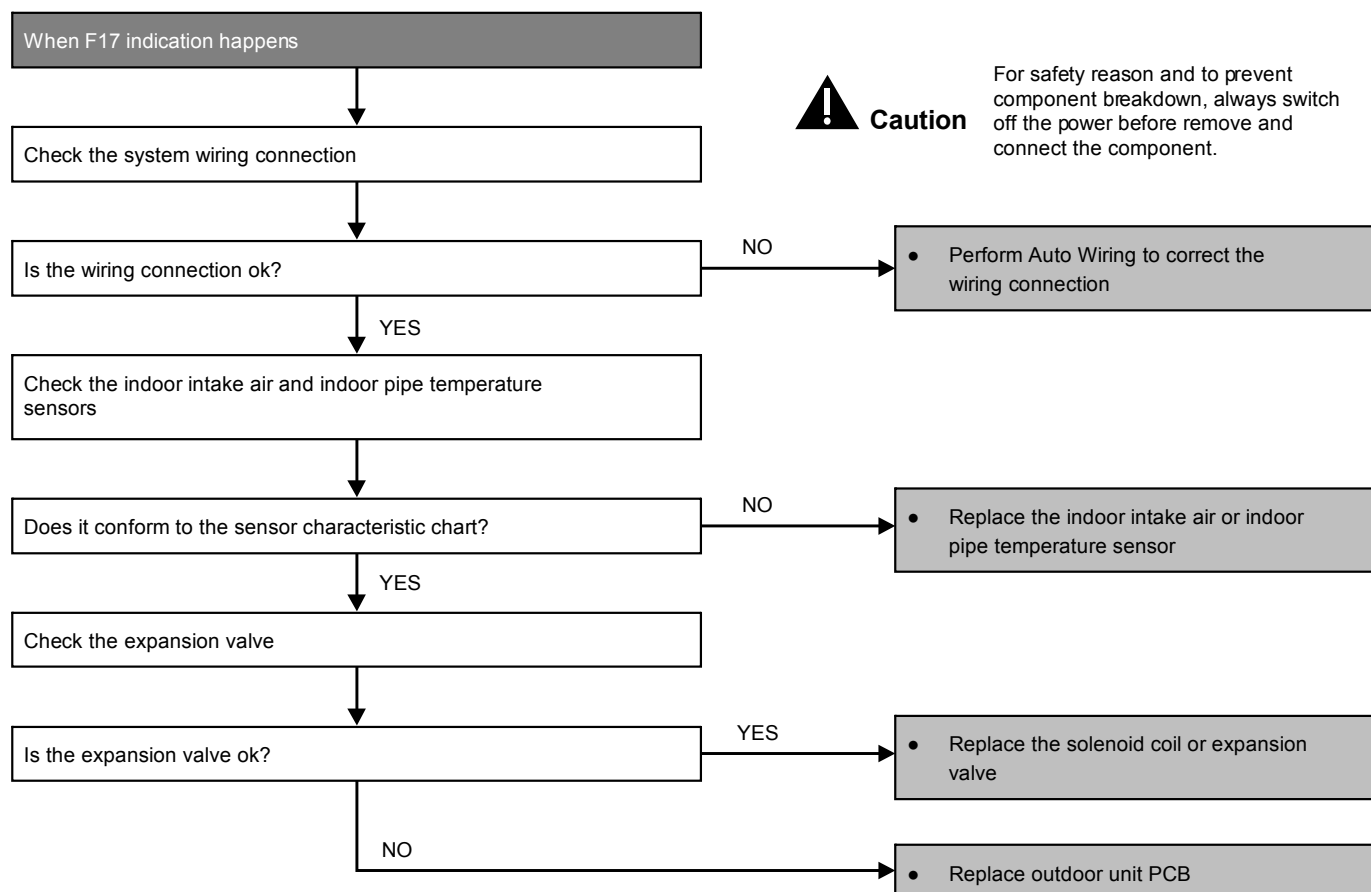 When F17 indication happens
For safety reason and to prevent
component breakdown, always switch
off the power before remove and
connect the component.
Caution
Check the system wiring connection
Is the wiring connection ok?
NO
• Perform Auto Wiring to correct the
wiring connection
YES
Check the indoor intake air and indoor pipe temperature
sensors
Does it conform to the sensor characteristic chart?
NO
• Replace the indoor intake air or indoor
pipe temperature sensor
YES
Check the expansion valve
Is the expansion valve ok?
YES
• Replace the solenoid coil or expansion
valve
NO
• Replace outdoor unit PCB